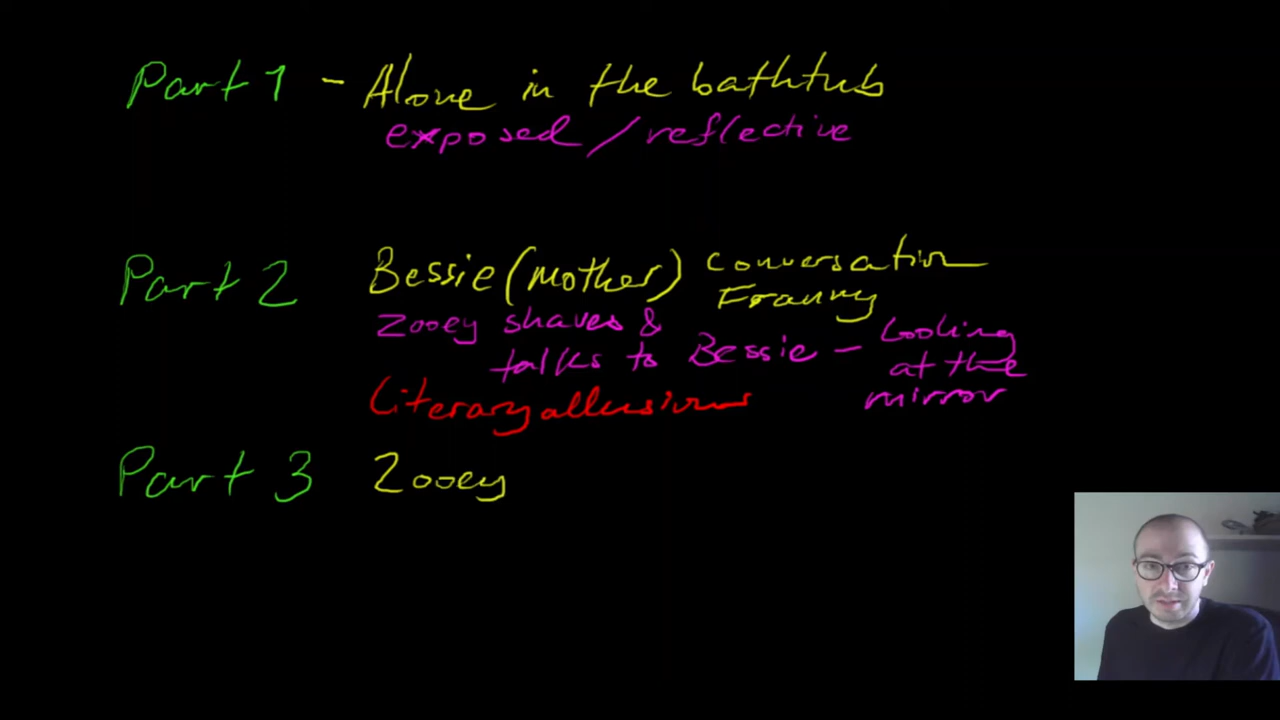 Part 1 - Alone in the bathtub
exposed / reflective
Part 2 Bessie (mother) conversation
Franny
Zooey shaves &
talks to Bessie - Looking
at the
mirror
Literary allusions
Part 3 Zooey